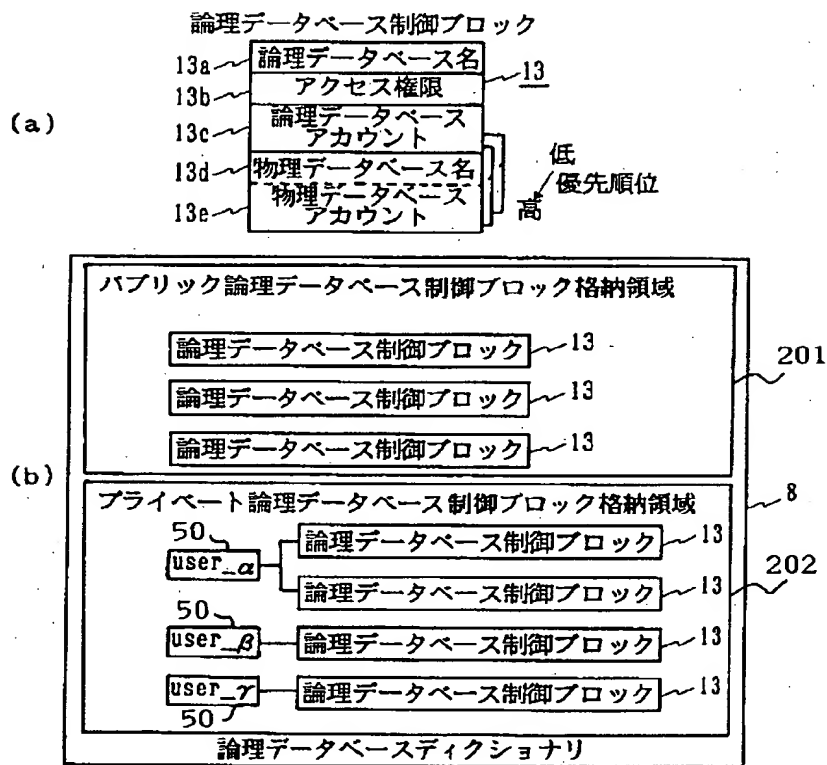 論理データベース制御ブロック
(a)
13a 論理データベース名
13b アクセス権限 13
13c 論理データベース
アカウント
13d 物理データベース名
13e 物理データベース
アカウント
低
優先順位
高
(b)
パブリック論理データベース制御ブロック格納領域
論理データベース制御ブロック 13
論理データベース制御ブロック 13
論理データベース制御ブロック 13
201
プライベート論理データベース制御ブロック格納領域
8
50
user_α
論理データベース制御ブロック 13
論理データベース制御ブロック 13
202
50
user_β 論理データベース制御ブロック 13
user_γ 論理データベース制御ブロック 13
50
論理データベースディクショナリ